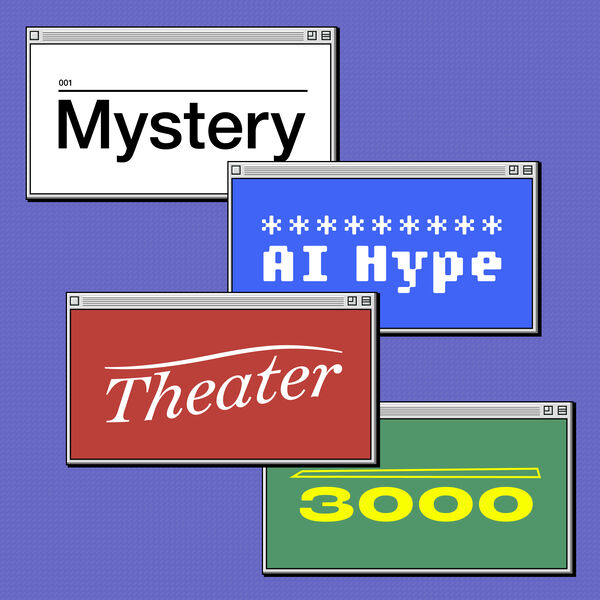 001
Mystery
*********
AI Hype
Theater
3000